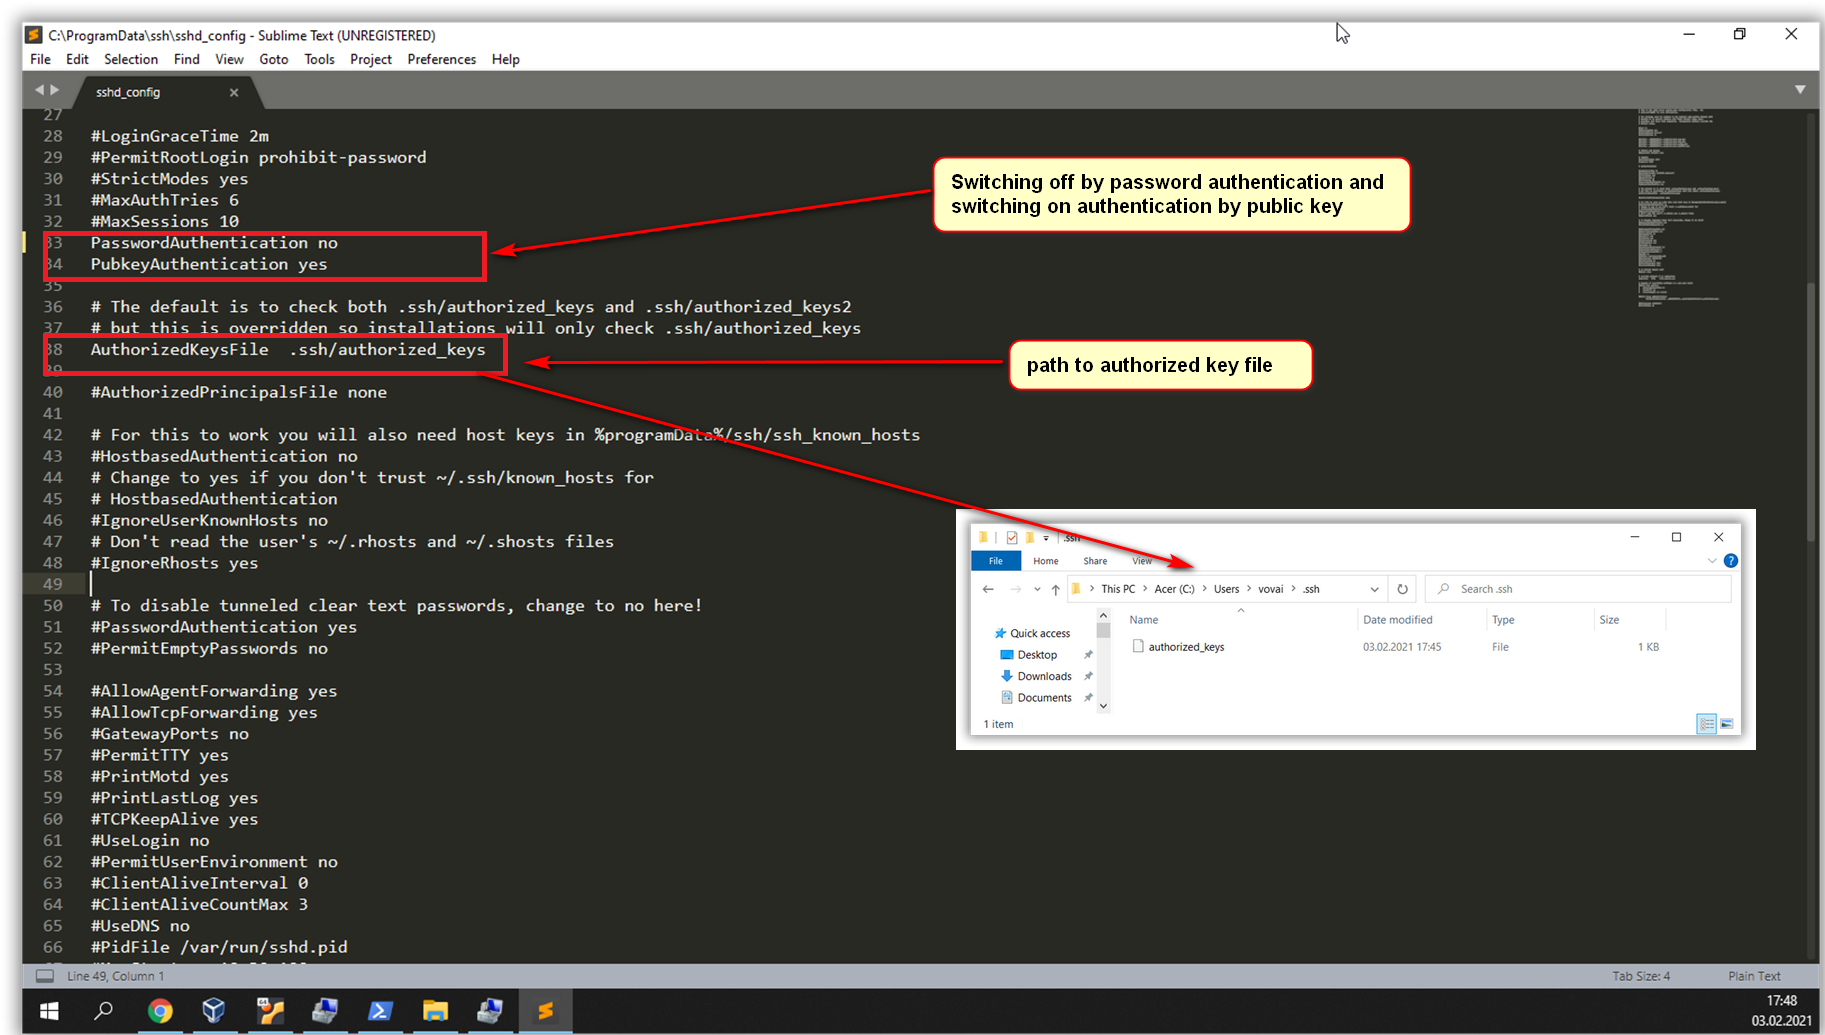 C:\ProgramData\ssh\sshd_config - Sublime Text (UNREGISTERED)
File Edit Selection Find View Goto Tools Project Preferences Help
sshd_config
27
28 #LoginGraceTime 2m
29 #PermitRootLogin prohibit-password
30 #StrictModes yes
31 #MaxAuthTries 6
32 #MaxSessions 10
33 PasswordAuthentication no
34 PubkeyAuthentication yes
35
36 # The default is to check both .ssh/authorized_keys and .ssh/authorized_keys2
37 # but this is overridden so installations will only check .ssh/authorized_keys
38 AuthorizedKeysFile .ssh/authorized_keys
39
40 #AuthorizedPrincipalsFile none
41
42 # For this to work you will also need host keys in %programData%/ssh/ssh_known_hosts
43 #HostbasedAuthentication no
44 # Change to yes if you don't trust ~/.ssh/known_hosts for
45 # HostbasedAuthentication
46 #IgnoreUserKnownHosts no
47 # Don't read the user's ~/.rhosts and ~/.shosts files
48 #IgnoreRhosts yes
49
50 # To disable tunneled clear text passwords, change to no here!
51 #PasswordAuthentication yes
52 #PermitEmptyPasswords no
53
54 #AllowAgentForwarding yes
55 #AllowTcpForwarding yes
56 #GatewayPorts no
57 #PermitTTY yes
58 #PrintMotd yes
59 #PrintLastLog yes
60 #TCPKeepAlive yes
61 #UseLogin no
62 #PermitUserEnvironment no
63 #ClientAliveInterval 0
64 #ClientAliveCountMax 3
65 #UseDNS no
66 #PidFile /var/run/sshd.pid
Switching off by password authentication and
switching on authentication by public key
path to authorized key file
.ssh
File Home Share View
This PC > Acer (C:) > Users > vovai > .ssh
Search .ssh
Name Date modified Type Size
Quick access
Desktop
Downloads
Documents
authorized_keys 03.02.2021 17:45 File 1 KB
1 item
Line 49, Column 1
Tab Size: 4
Plain Text
17:48
03.02.2021